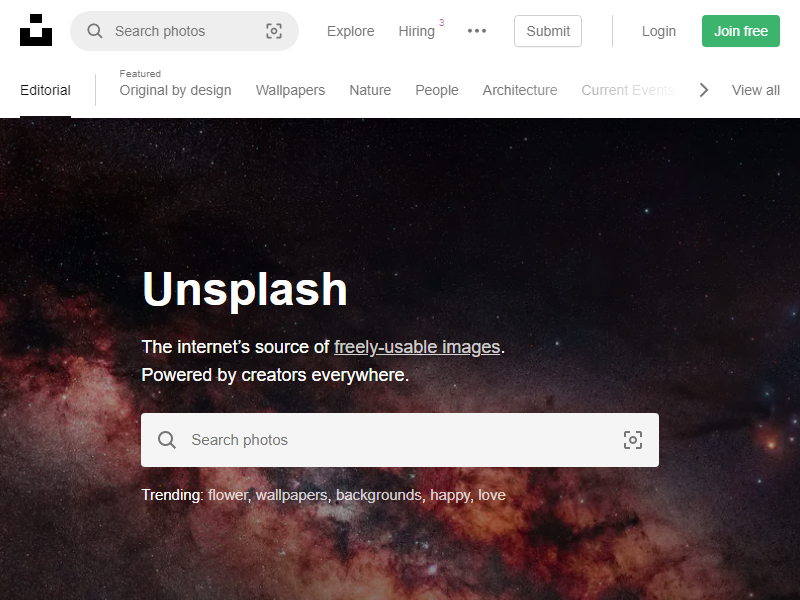 Search photos
Explore
Hiring 3
Submit
Login
Join free
Editorial
Featured
Original by design
Wallpapers
Nature
People
Architecture
Current Events
View all
Unsplash
The internet’s source of freely-usable images.
Powered by creators everywhere.
Search photos
Trending: flower, wallpapers, backgrounds, happy, love